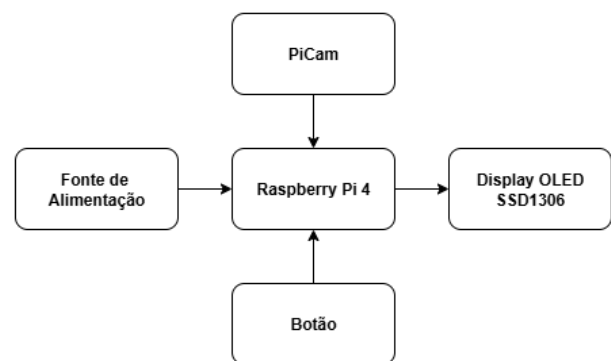 PiCam
Fonte de
Alimentação
Raspberry Pi 4
Display OLED
SSD1306
Botão